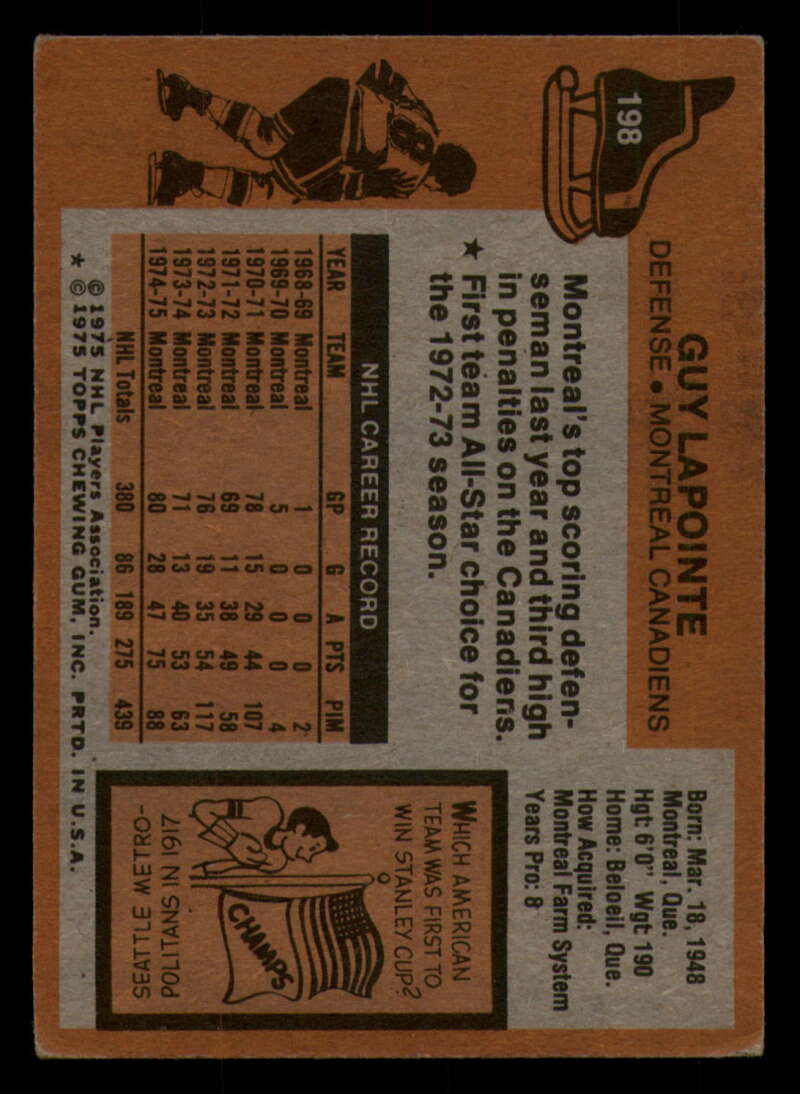 198
GUY LAPOINTE
DEFENSE • MONTREAL CANADIENS
Montreal's top scoring defen-
seman last year and third high
in penalties on the Canadiens.
★ First team All-Star choice for
the 1972-73 season.
Born: Mar. 18, 1948
Montreal, Que.
Hgt: 6'0" Wgt: 190
Home: Beloeil, Que.
How Acquired:
Montreal Farm System
Years Pro: 8
NHL CAREER RECORD
YEAR TEAM GP G A PTS PIM
1968-69 Montreal 1 0 0 0 2
1969-70 Montreal 5 0 0 0 4
1970-71 Montreal 78 15 29 44 107
1971-72 Montreal 69 11 38 49 58
1972-73 Montreal 76 19 35 54 117
1973-74 Montreal 71 13 40 53 63
1974-75 Montreal 80 28 47 75 88
NHL Totals 380 86 189 275 439
© 1975 NHL Players Association.
* © 1975 TOPPS CHEWING GUM, INC. PRTD. IN U.S.A.
WHICH AMERICAN
TEAM WAS FIRST TO
WIN STANLEY CUP?
CHAMPS
SEATTLE METRO-
POLITANS IN 1917
8